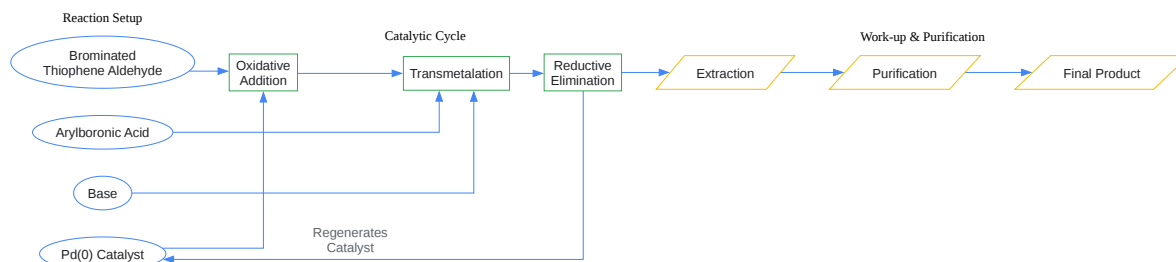 Reaction Setup
Catalytic Cycle
Work-up & Purification
Brominated
Thiophene Aldehyde
Oxidative
Addition
Transmetalation
Reductive
Elimination
Extraction
Purification
Final Product
Arylboronic Acid
Base
Regenerates
Catalyst
Pd(0) Catalyst